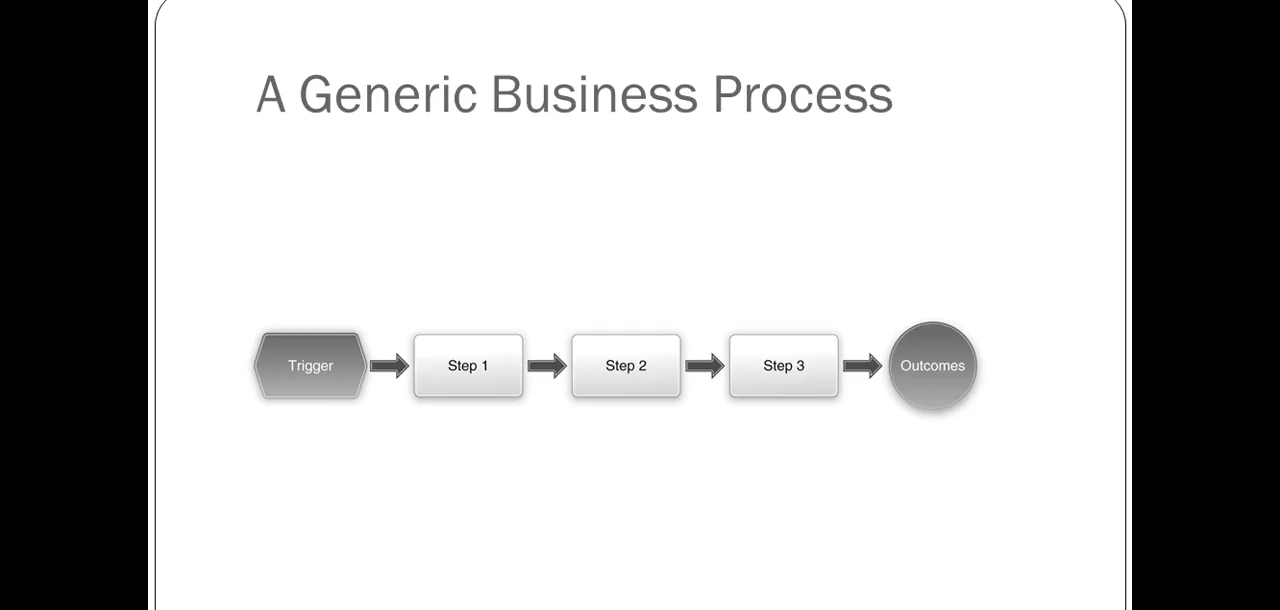 A Generic Business Process
Trigger
Step 1
Step 2
Step 3
Outcomes